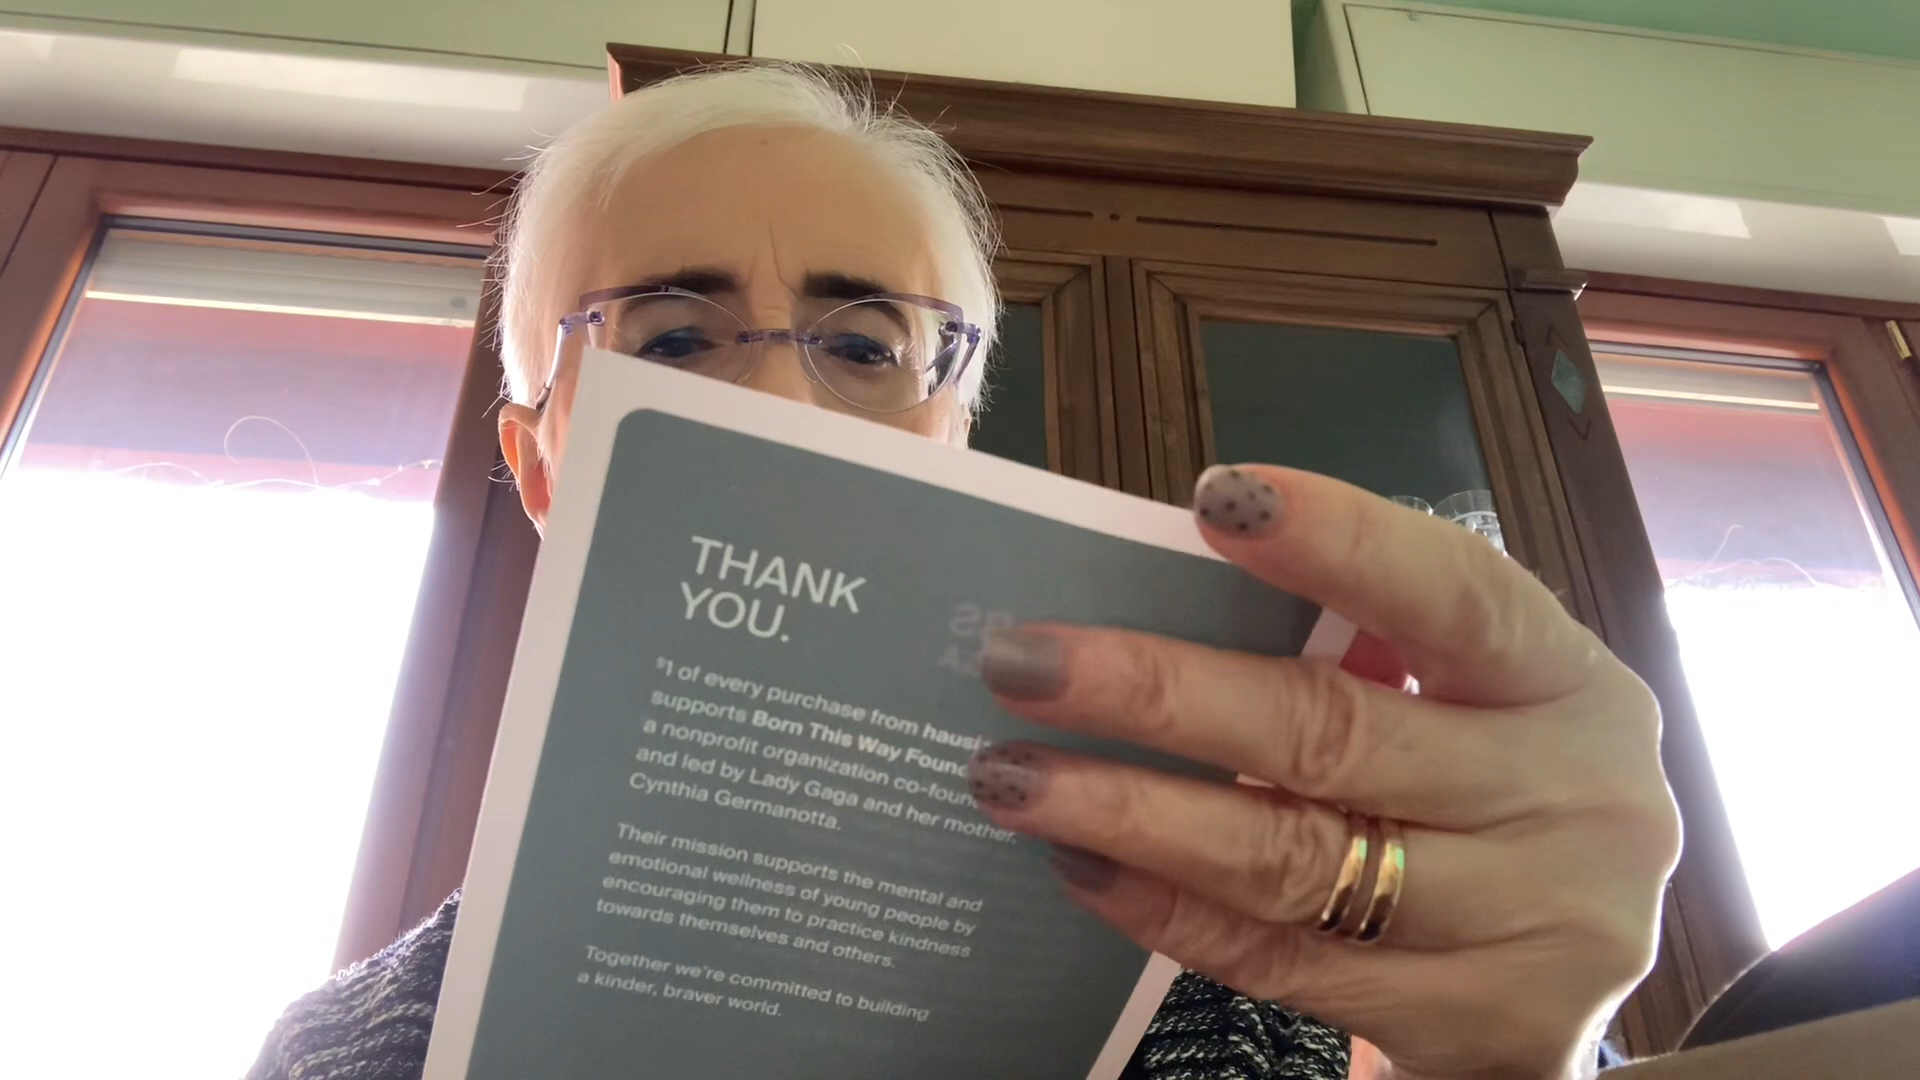 THANK
YOU.
$1 of every purchase from
supports Born This Way
a nonprofit organization
and led by Lady Gaga and her mother.
Cynthia Germanotta.
Their mission supports the mental and
emotional wellness of young people by
encouraging them to practice kindness
towards themselves and others.
Together we're committed to building
a kinder, braver world.